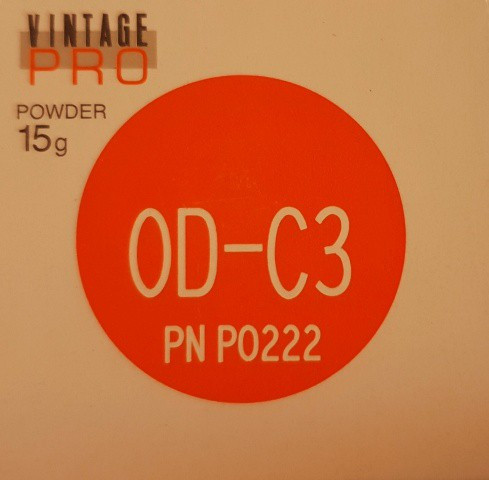 VINTAGE
PRO
POWDER
15g
OD-C3
PN P0222